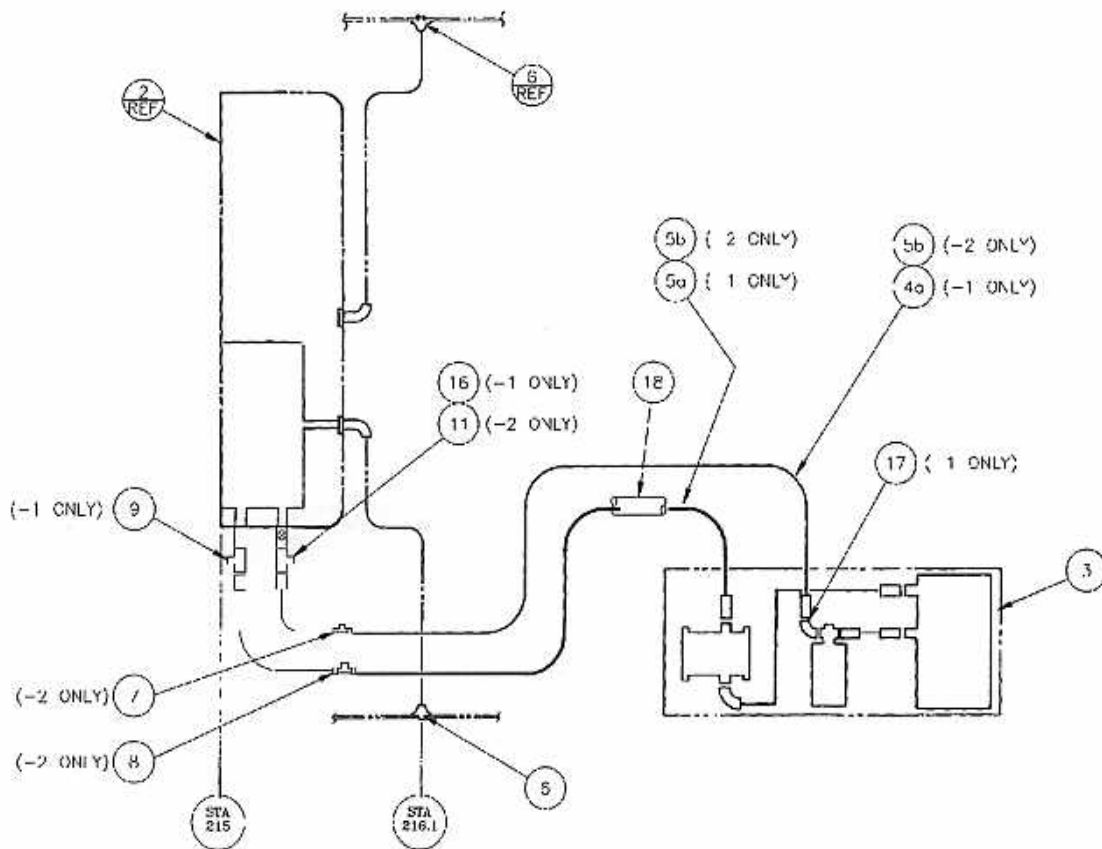 6
REF
2
REF
5b ( 2 ONLY)
5b (-2 ONLY)
5a ( 1 ONLY)
4a (-1 ONLY)
16 (-1 ONLY)
18
11 (-2 ONLY)
17 ( 1 ONLY)
(-1 ONLY) 9
3
(-2 ONLY) 7
(-2 ONLY) 8
STA
215
STA
216.1